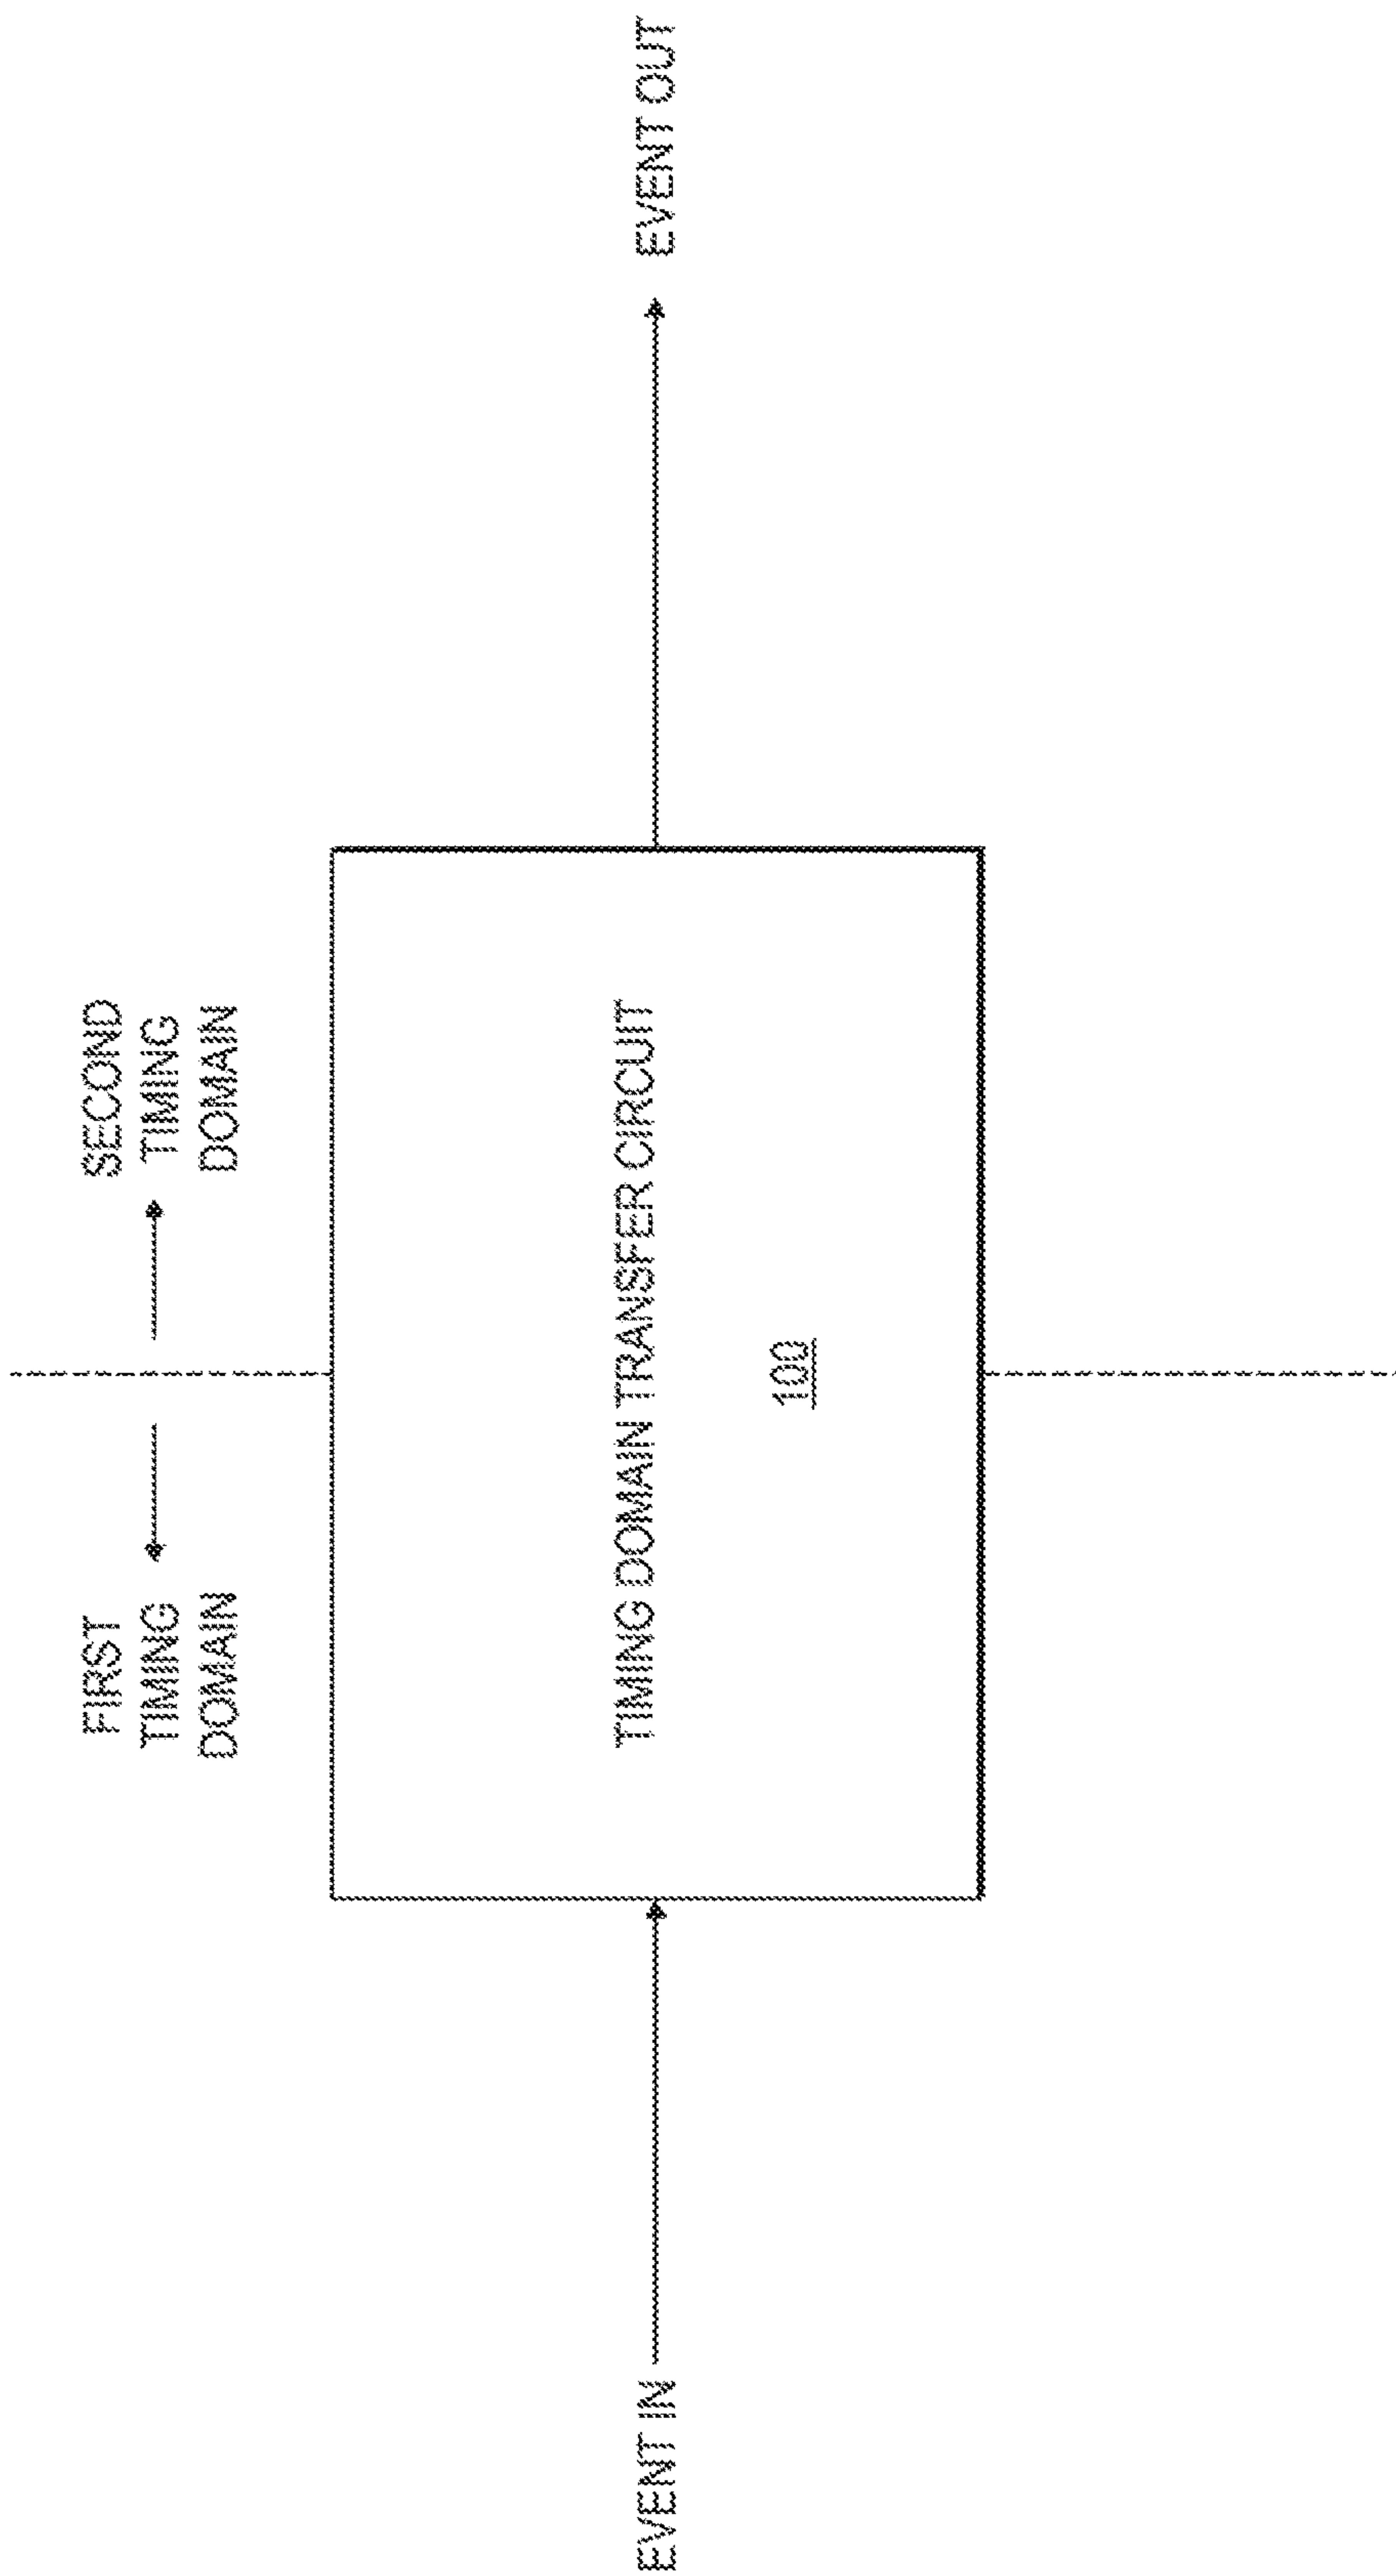 FIRST
TIMING
DOMAIN
SECOND
TIMING
DOMAIN
EVENT IN
TIMING DOMAIN TRANSFER CIRCUIT
100
EVENT OUT